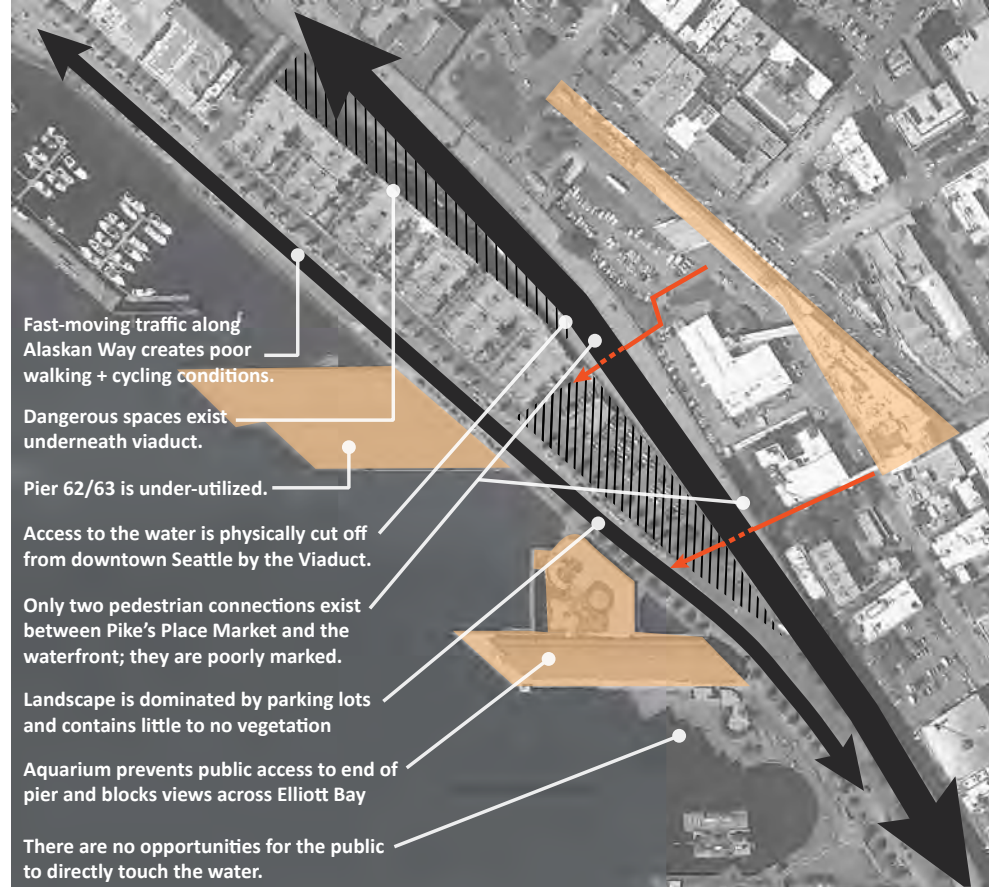 Fast-moving traffic along
Alaskan Way creates poor
walking + cycling conditions.
Dangerous spaces exist
underneath viaduct.
Pier 62/63 is under-utilized.
Access to the water is physically cut off
from downtown Seattle by the Viaduct.
Only two pedestrian connections exist
between Pike's Place Market and the
waterfront; they are poorly marked.
Landscape is dominated by parking lots
and contains little to no vegetation
Aquarium prevents public access to end of
pier and blocks views across Elliott Bay
There are no opportunities for the public
to directly touch the water.